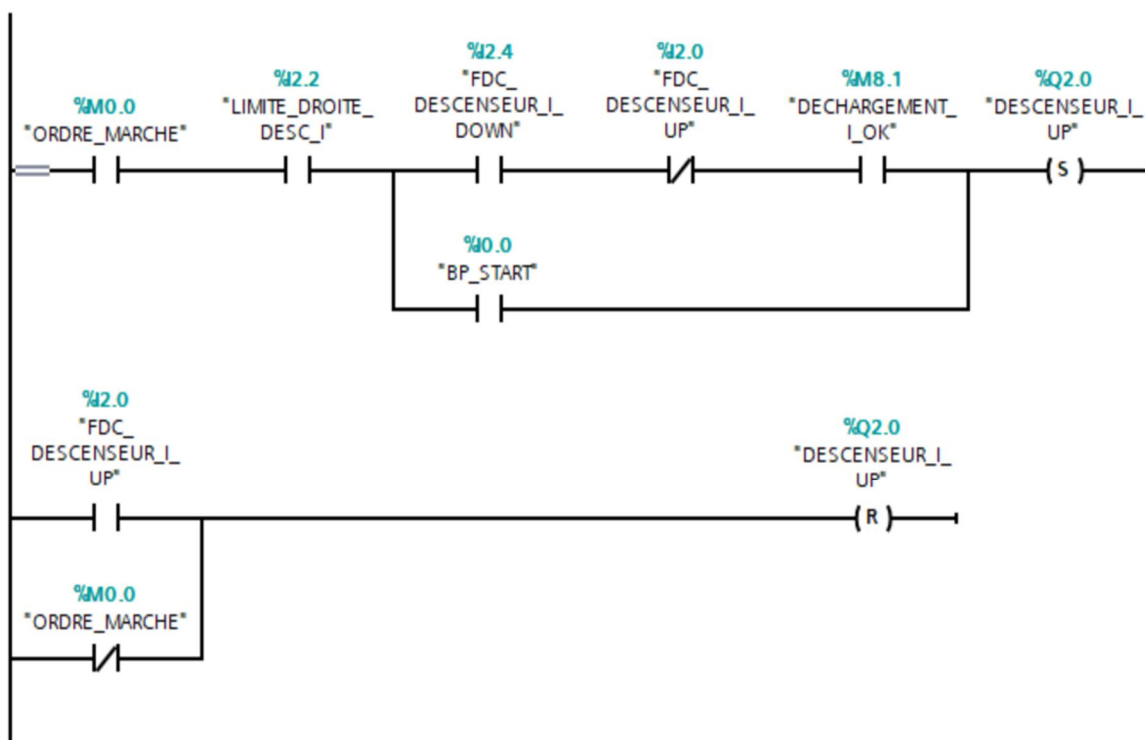 %I2.4
%I2.0
%I2.2
"FDC_
"FDC_
%M8.1
%Q2.0
%M0.0
"LIMITE_DROITE_
DESCENSEUR_I_
DESCENSEUR_I_
"DECHARGEMENT_
"DESCENSEUR_I_
"ORDRE_MARCHE"
DESC_I"
DOWN"
UP"
I_OK"
UP"
S
%I0.0
"BP_START"
%I2.0
"FDC_
DESCENSEUR_I_
UP"
%Q2.0
"DESCENSEUR_I_
UP"
R
%M0.0
"ORDRE_MARCHE"